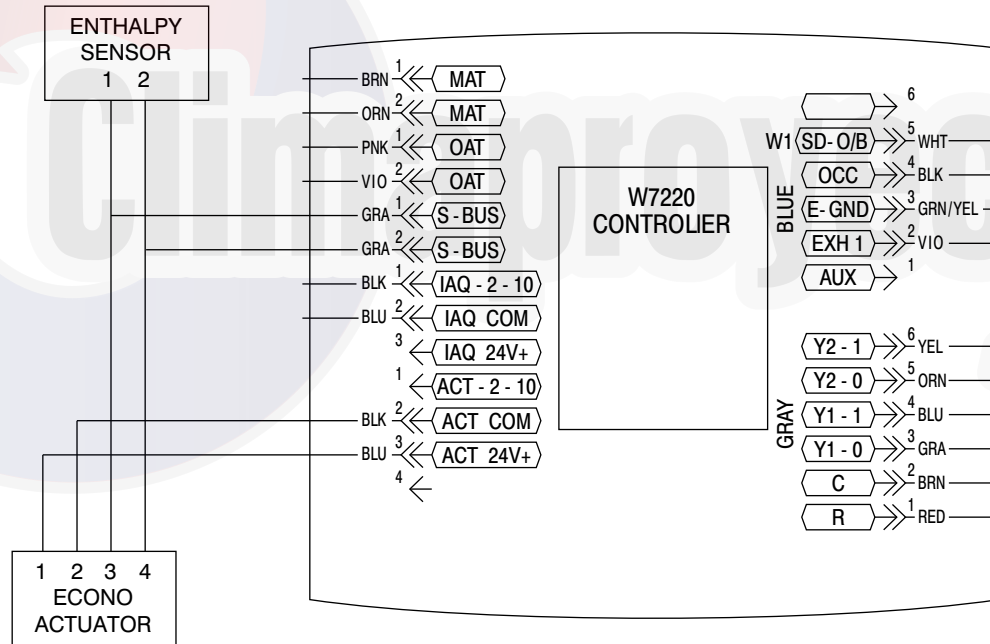 ENTHALPY
SENSOR
1 2
BRN 1 MAT
ORN 2 MAT
PNK 1 OAT
VIO 2 OAT
GRA 1 S-BUS
GRA 2 S-BUS
BLK 1 IAQ - 2 - 10
BLU 2 IAQ COM
3 IAQ 24V+
1 ACT - 2 - 10
BLK 2 ACT COM
BLU 3 ACT 24V+
4
W7220
CONTROLIER
BLUE
6
W1 SD-O/B 5 WHT
OCC 4 BLK
E-GND 3 GRN/YEL
EXH 1 2 VIO
AUX 1
GRAY
Y2 - 1 6 YEL
Y2 - 0 5 ORN
Y1 - 1 4 BLU
Y1 - 0 3 GRA
C 2 BRN
R 1 RED
1 2 3 4
ECONO
ACTUATOR
Climaproyec